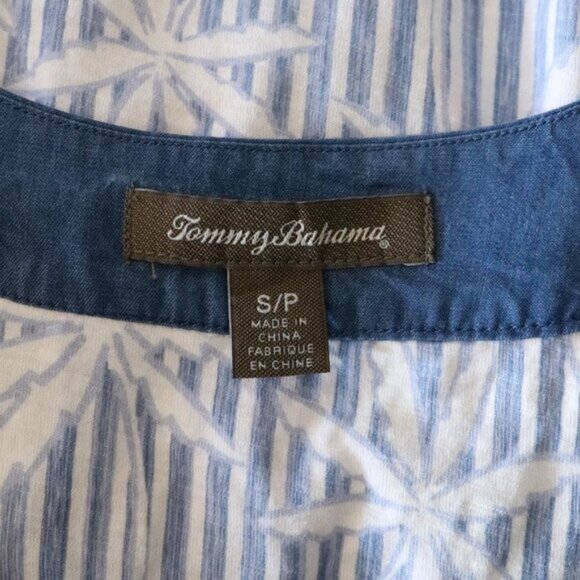 Tommy Bahama®
S/P
MADE IN
CHINA
FABRIQUE
EN CHINE